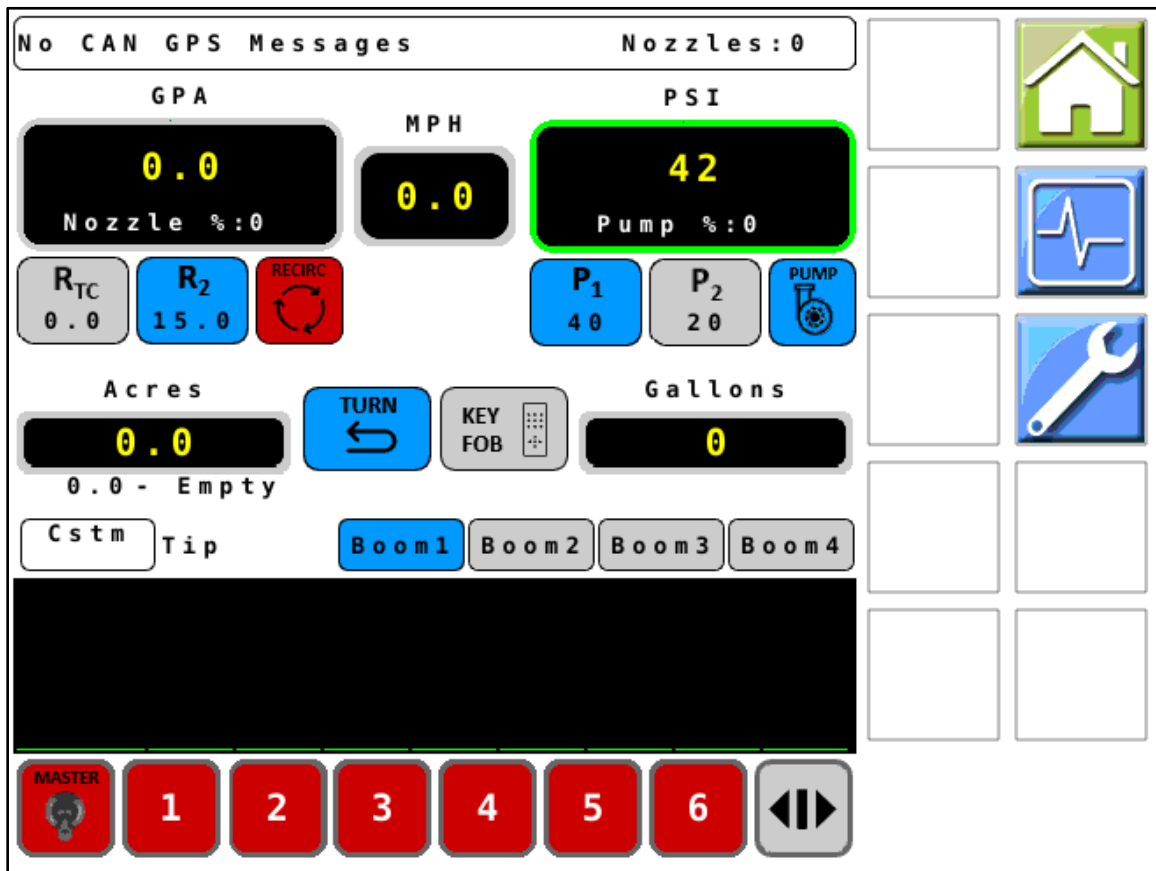 No CAN GPS Messages Nozzles:0
GPA
MPH
PSI
0.0
Nozzle %:0
0.0
42
Pump %:0
RTC
0.0
R2
15.0
RECIRC
P1
40
P2
20
PUMP
Acres
0.0
0.0- Empty
TURN
KEY
FOB
Gallons
0
Cstm Tip
Boom1 Boom2 Boom3 Boom4
MASTER
1 2 3 4 5 6